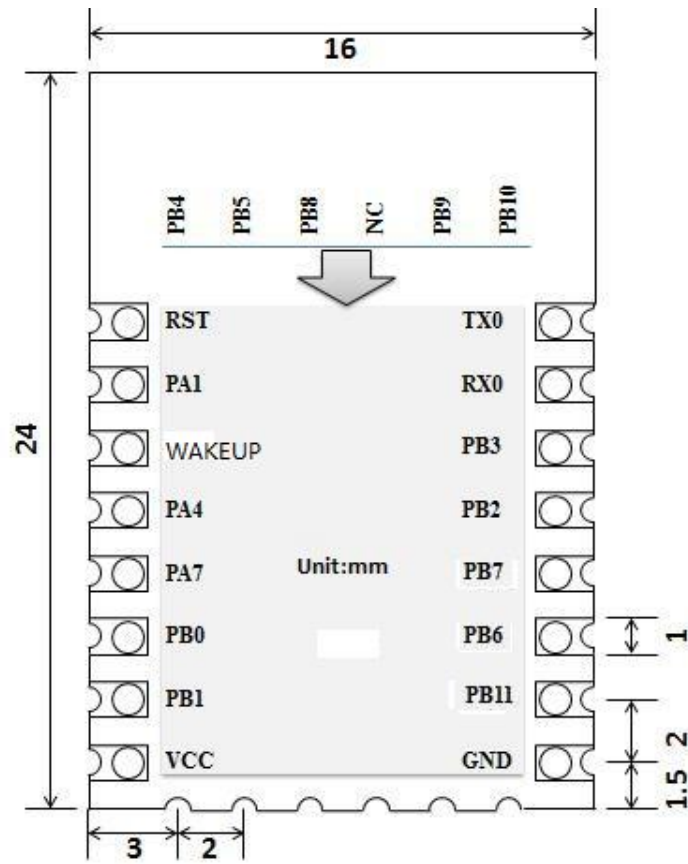 16
24
PB4 PB5 PB8 NC PB9 PB10
RST TX0
PA1 RX0
WAKEUP PB3
PA4 PB2
PA7 Unit:mm PB7
PB0 PB6 1
PB1 PB11
2
VCC GND
1.5
3 2